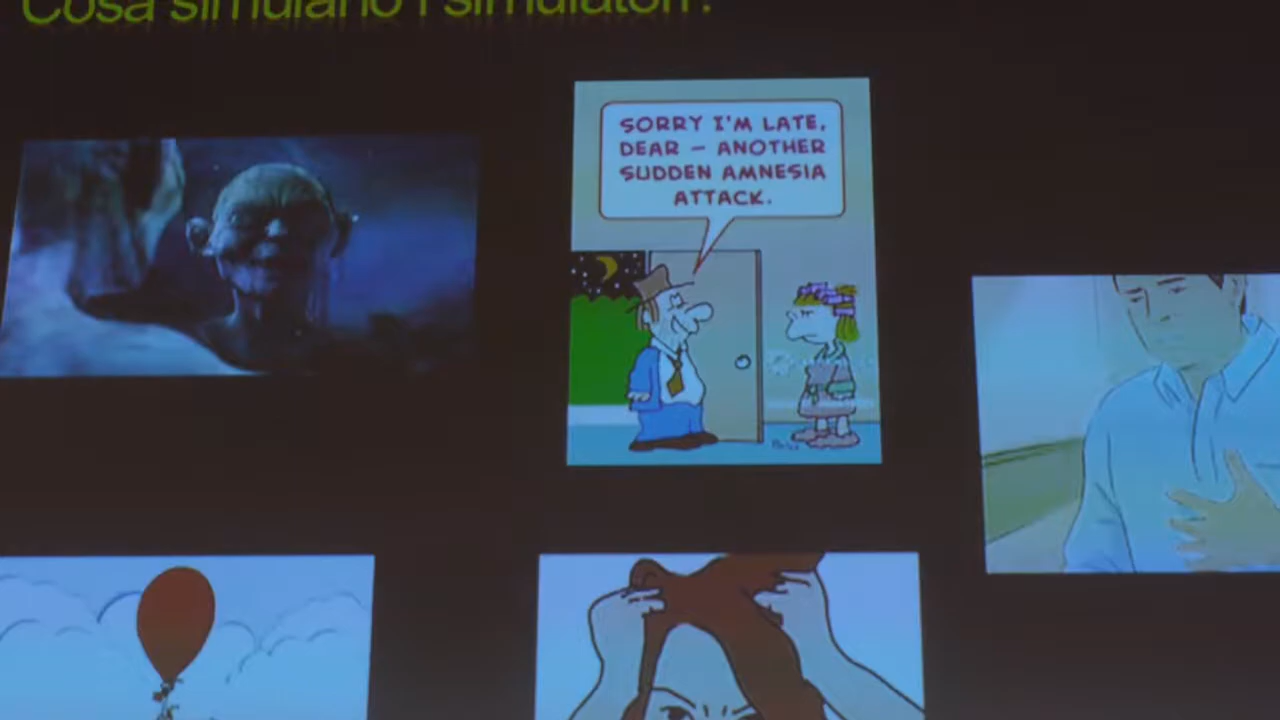 Cosa simulano i simulatori?
SORRY I'M LATE,
DEAR – ANOTHER
SUDDEN AMNESIA
ATTACK.